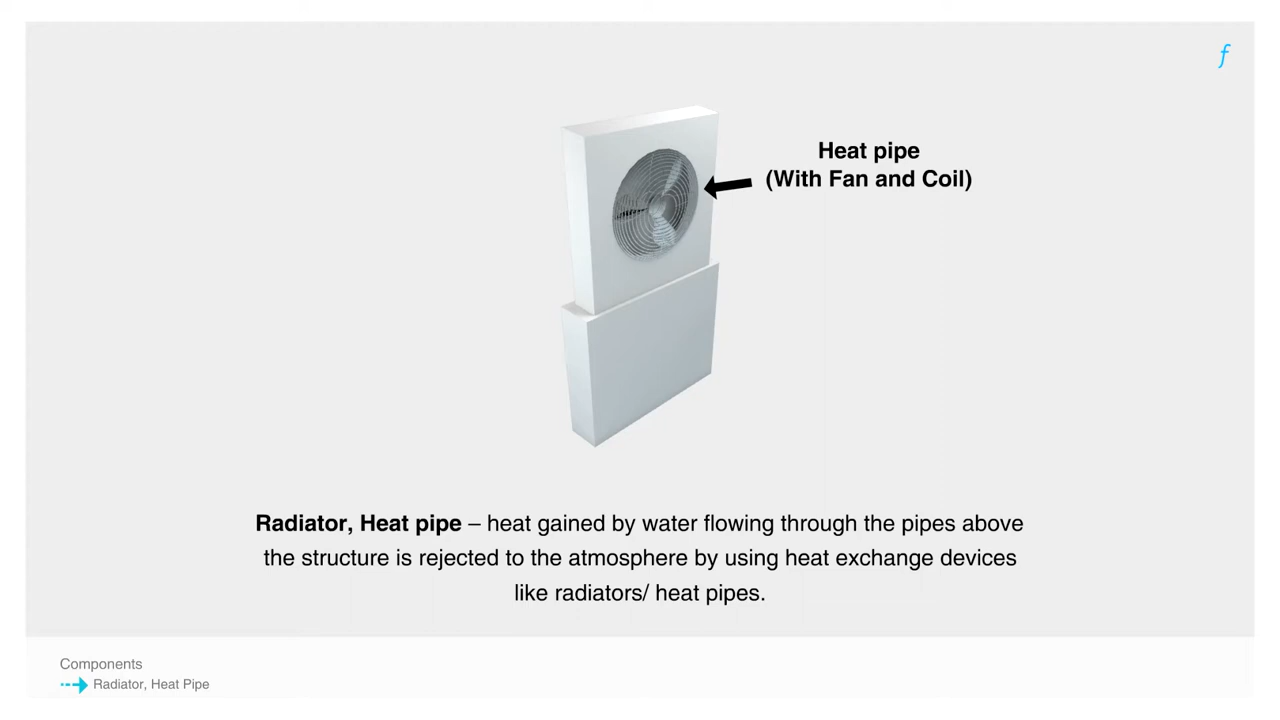 f
Heat pipe
(With Fan and Coil)
Radiator, Heat pipe – heat gained by water flowing through the pipes above
the structure is rejected to the atmosphere by using heat exchange devices
like radiators/ heat pipes.
Components
Radiator, Heat Pipe